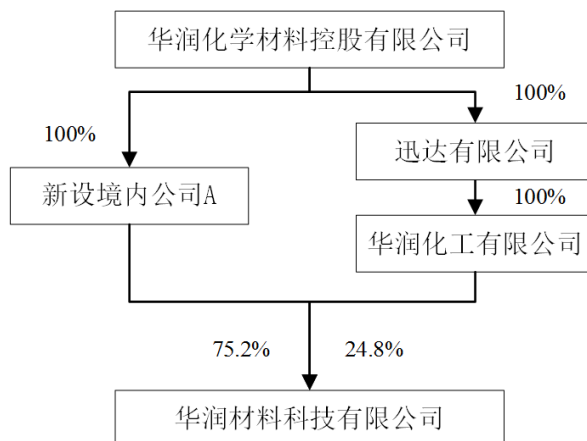 华润化学材料控股有限公司
100%
100%
迅达有限公司
新设境内公司A
100%
华润化工有限公司
75.2%
24.8%
华润材料科技有限公司